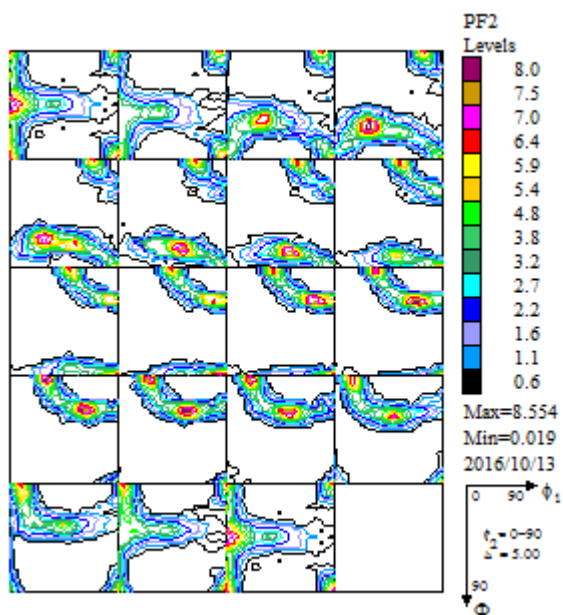 PF2
Levels
8.0
7.5
7.0
6.4
5.9
5.4
4.8
3.8
3.2
2.7
2.2
1.6
1.1
0.6
Max=8.554
Min=0.019
2016/10/13
0 90 ϕ1
ϕ2= 0-90
= 5.00
90
Φ